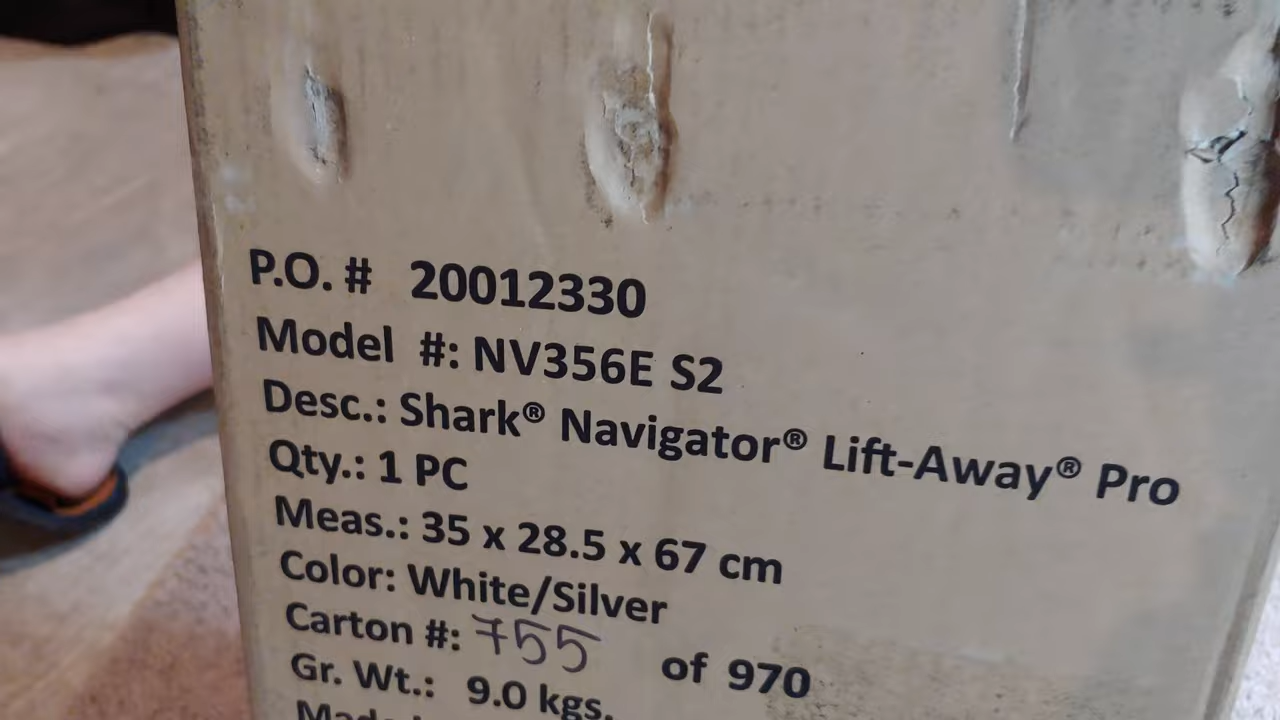 P.O. # 20012330
Model #: NV356E S2
Desc.: Shark® Navigator® Lift-Away® Pro
Qty.: 1 PC
Meas.: 35 x 28.5 x 67 cm
Color: White/Silver
Carton #: 755 of 970
Gr. Wt.: 9.0 kgs.